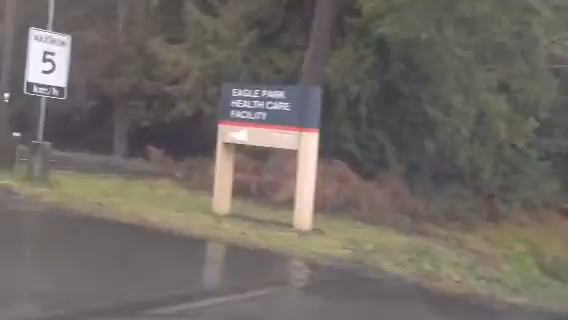 MAXIMUM
5
km/h
EAGLE PARK
HEALTH CARE
FACILITY